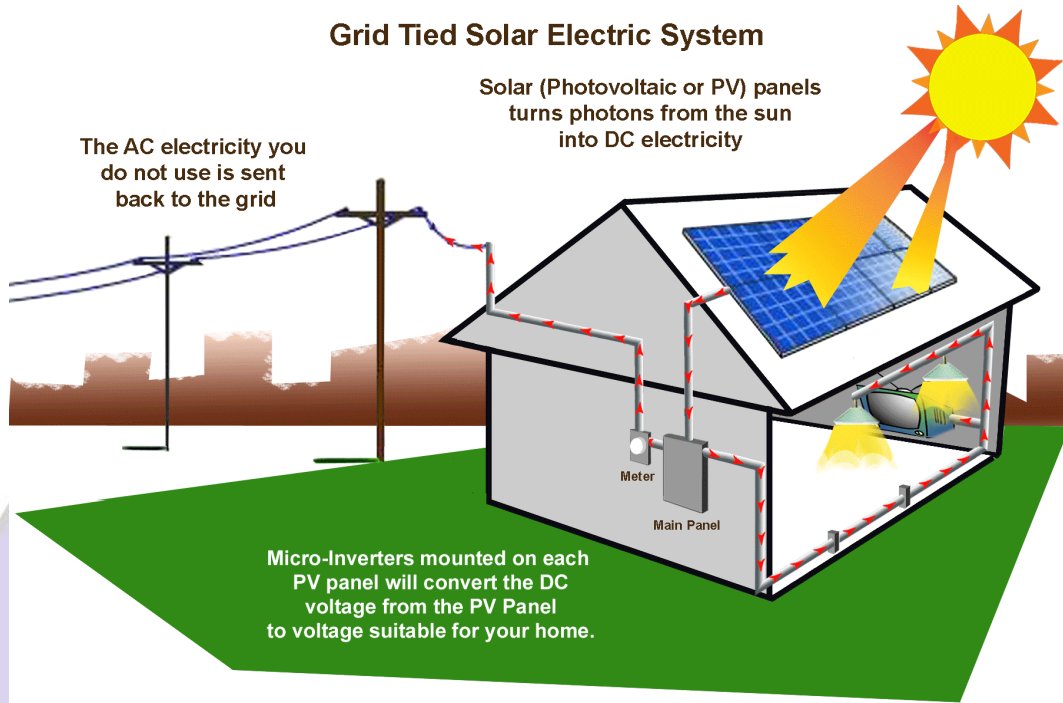 Grid Tied Solar Electric System
Solar (Photovoltaic or PV) panels
turns photons from the sun
into DC electricity
The AC electricity you
do not use is sent
back to the grid
Meter
Main Panel
Micro-Inverters mounted on each
PV panel will convert the DC
voltage from the PV Panel
to voltage suitable for your home.